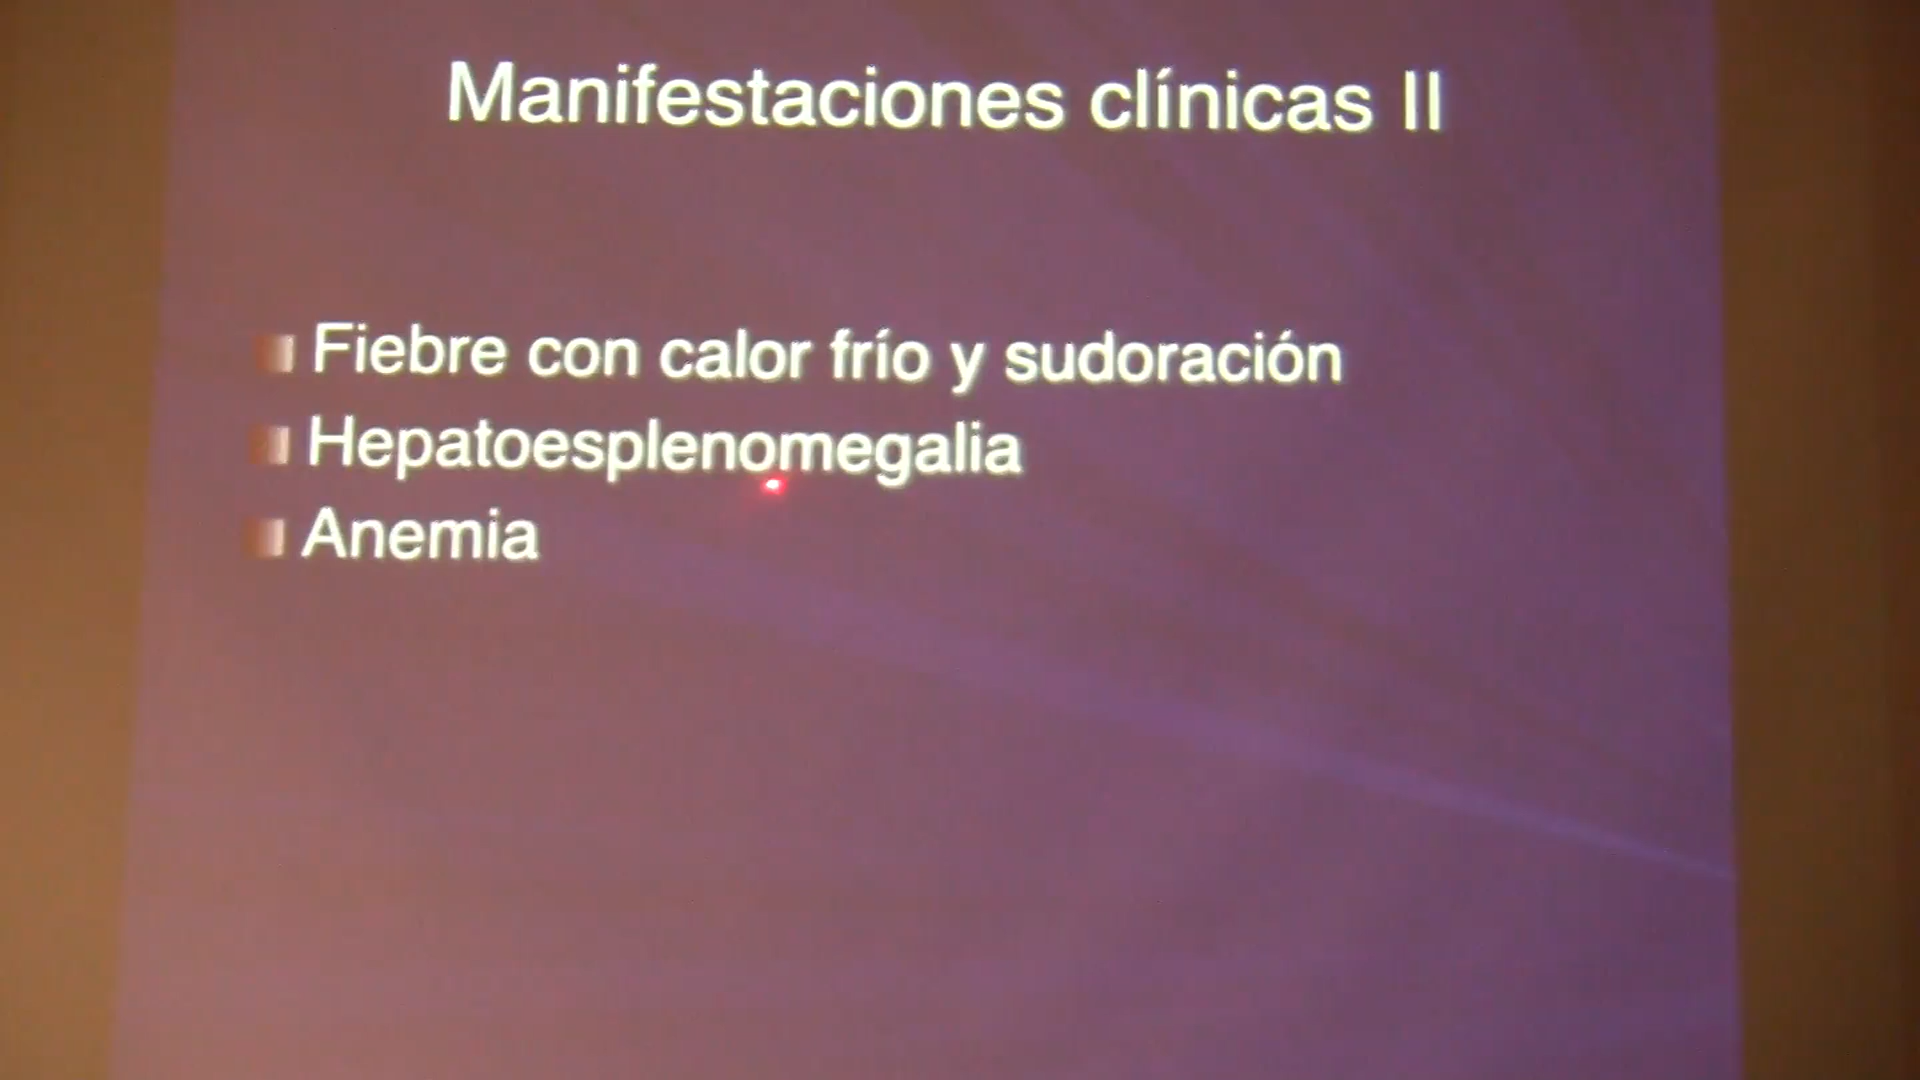 Manifestaciones clínicas II
Fiebre con calor frío y sudoración
Hepatoesplenomegalia
Anemia